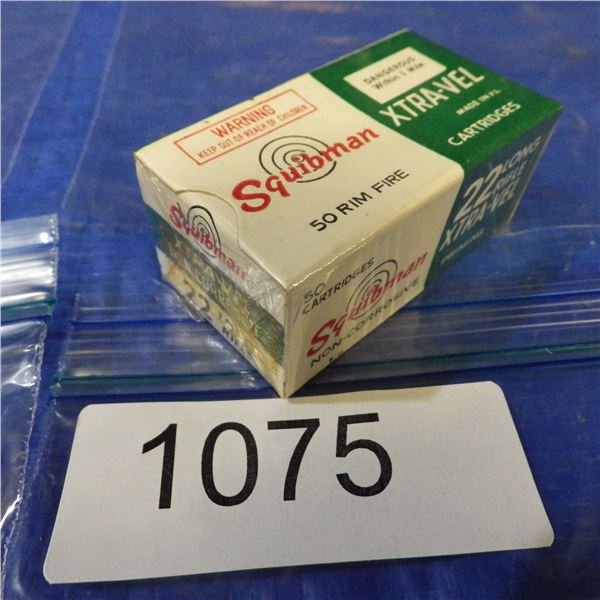 WARNING
KEEP OUT OF REACH OF CHILDREN
Squibman
50 RIM FIRE
DANGEROUS
Within 1 Mile
XTRA-VEL
MADE IN P.I.
CARTRIDGES
Squibman
22
50
CARTRIDGES
Squibman
NON-CORROSIVE
22 LONG
RIFLE
XTRA-VEL
1075